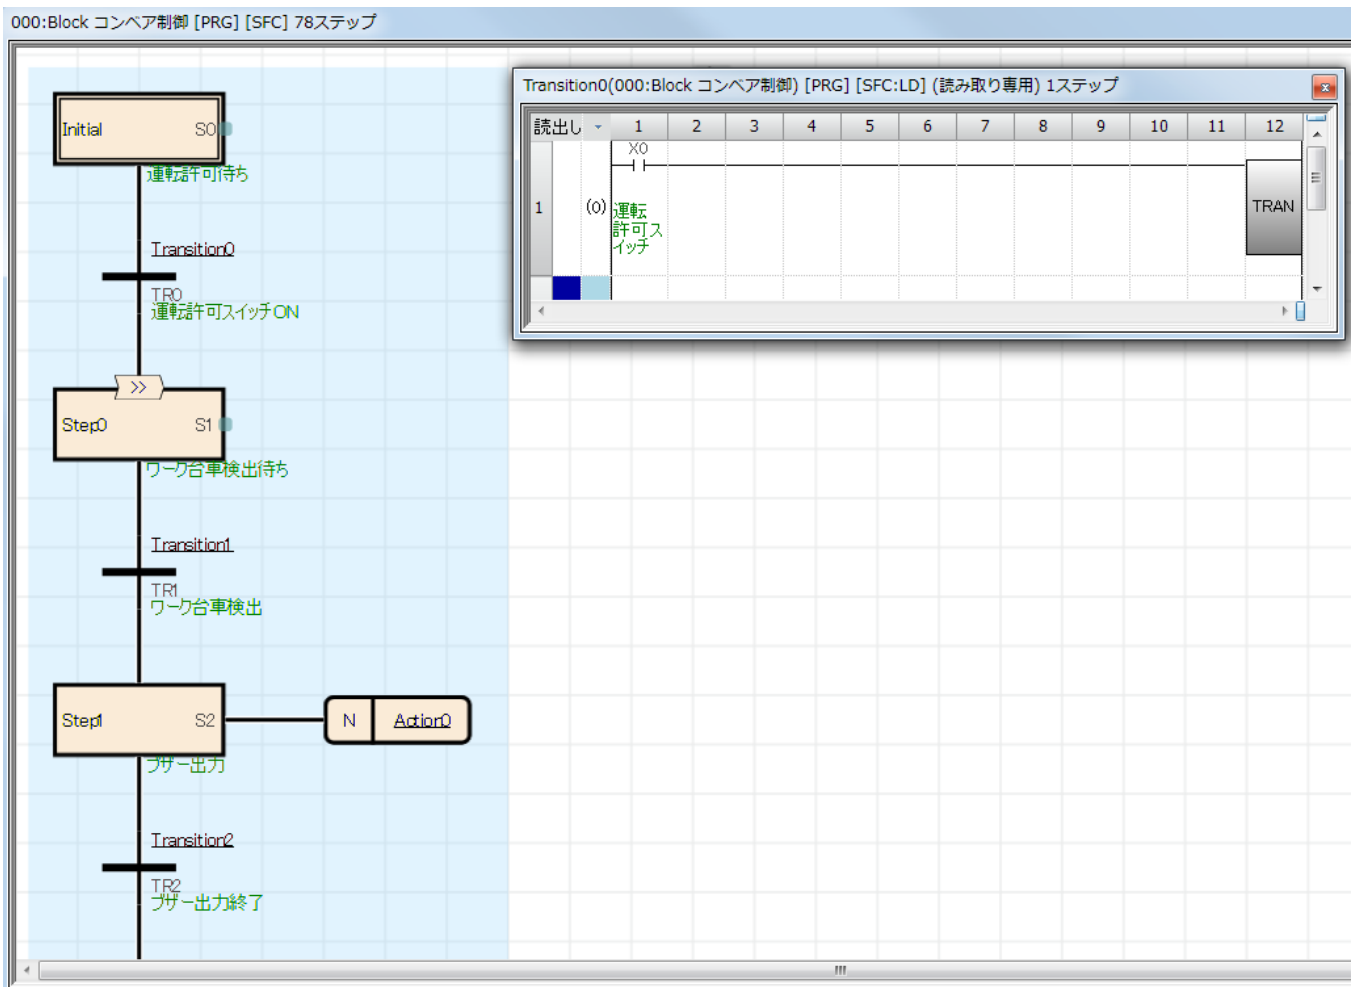 000:Block コンベア制御 [PRG] [SFC] 78ステップ
Initial S0
運転許可待ち
Transition0
TR0
運転許可スイッチON
>>
Step0 S1
ワーク台車検出待ち
Transition1
TR1
ワーク台車検出
Step1 S2
N Action0
ブザー出力
Transition2
TR2
ブザー出力終了
Transition0(000:Block コンベア制御) [PRG] [SFC:LD] (読み取り専用) 1ステップ
読出し 1 2 3 4 5 6 7 8 9 10 11 12
X0
1 (0) TRAN
運転
許可ス
イッチ